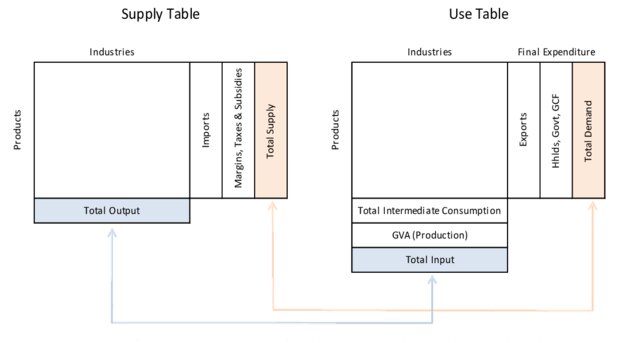 Supply Table
Use Table
Industries
Industries
Final Expenditure
Products
Imports
Margins, Taxes & Subsidies
Total Supply
Products
Exports
Hhlds, Govt, GCF
Total Demand
Total Output
Total Intermediate Consumption
GVA (Production)
Total Input